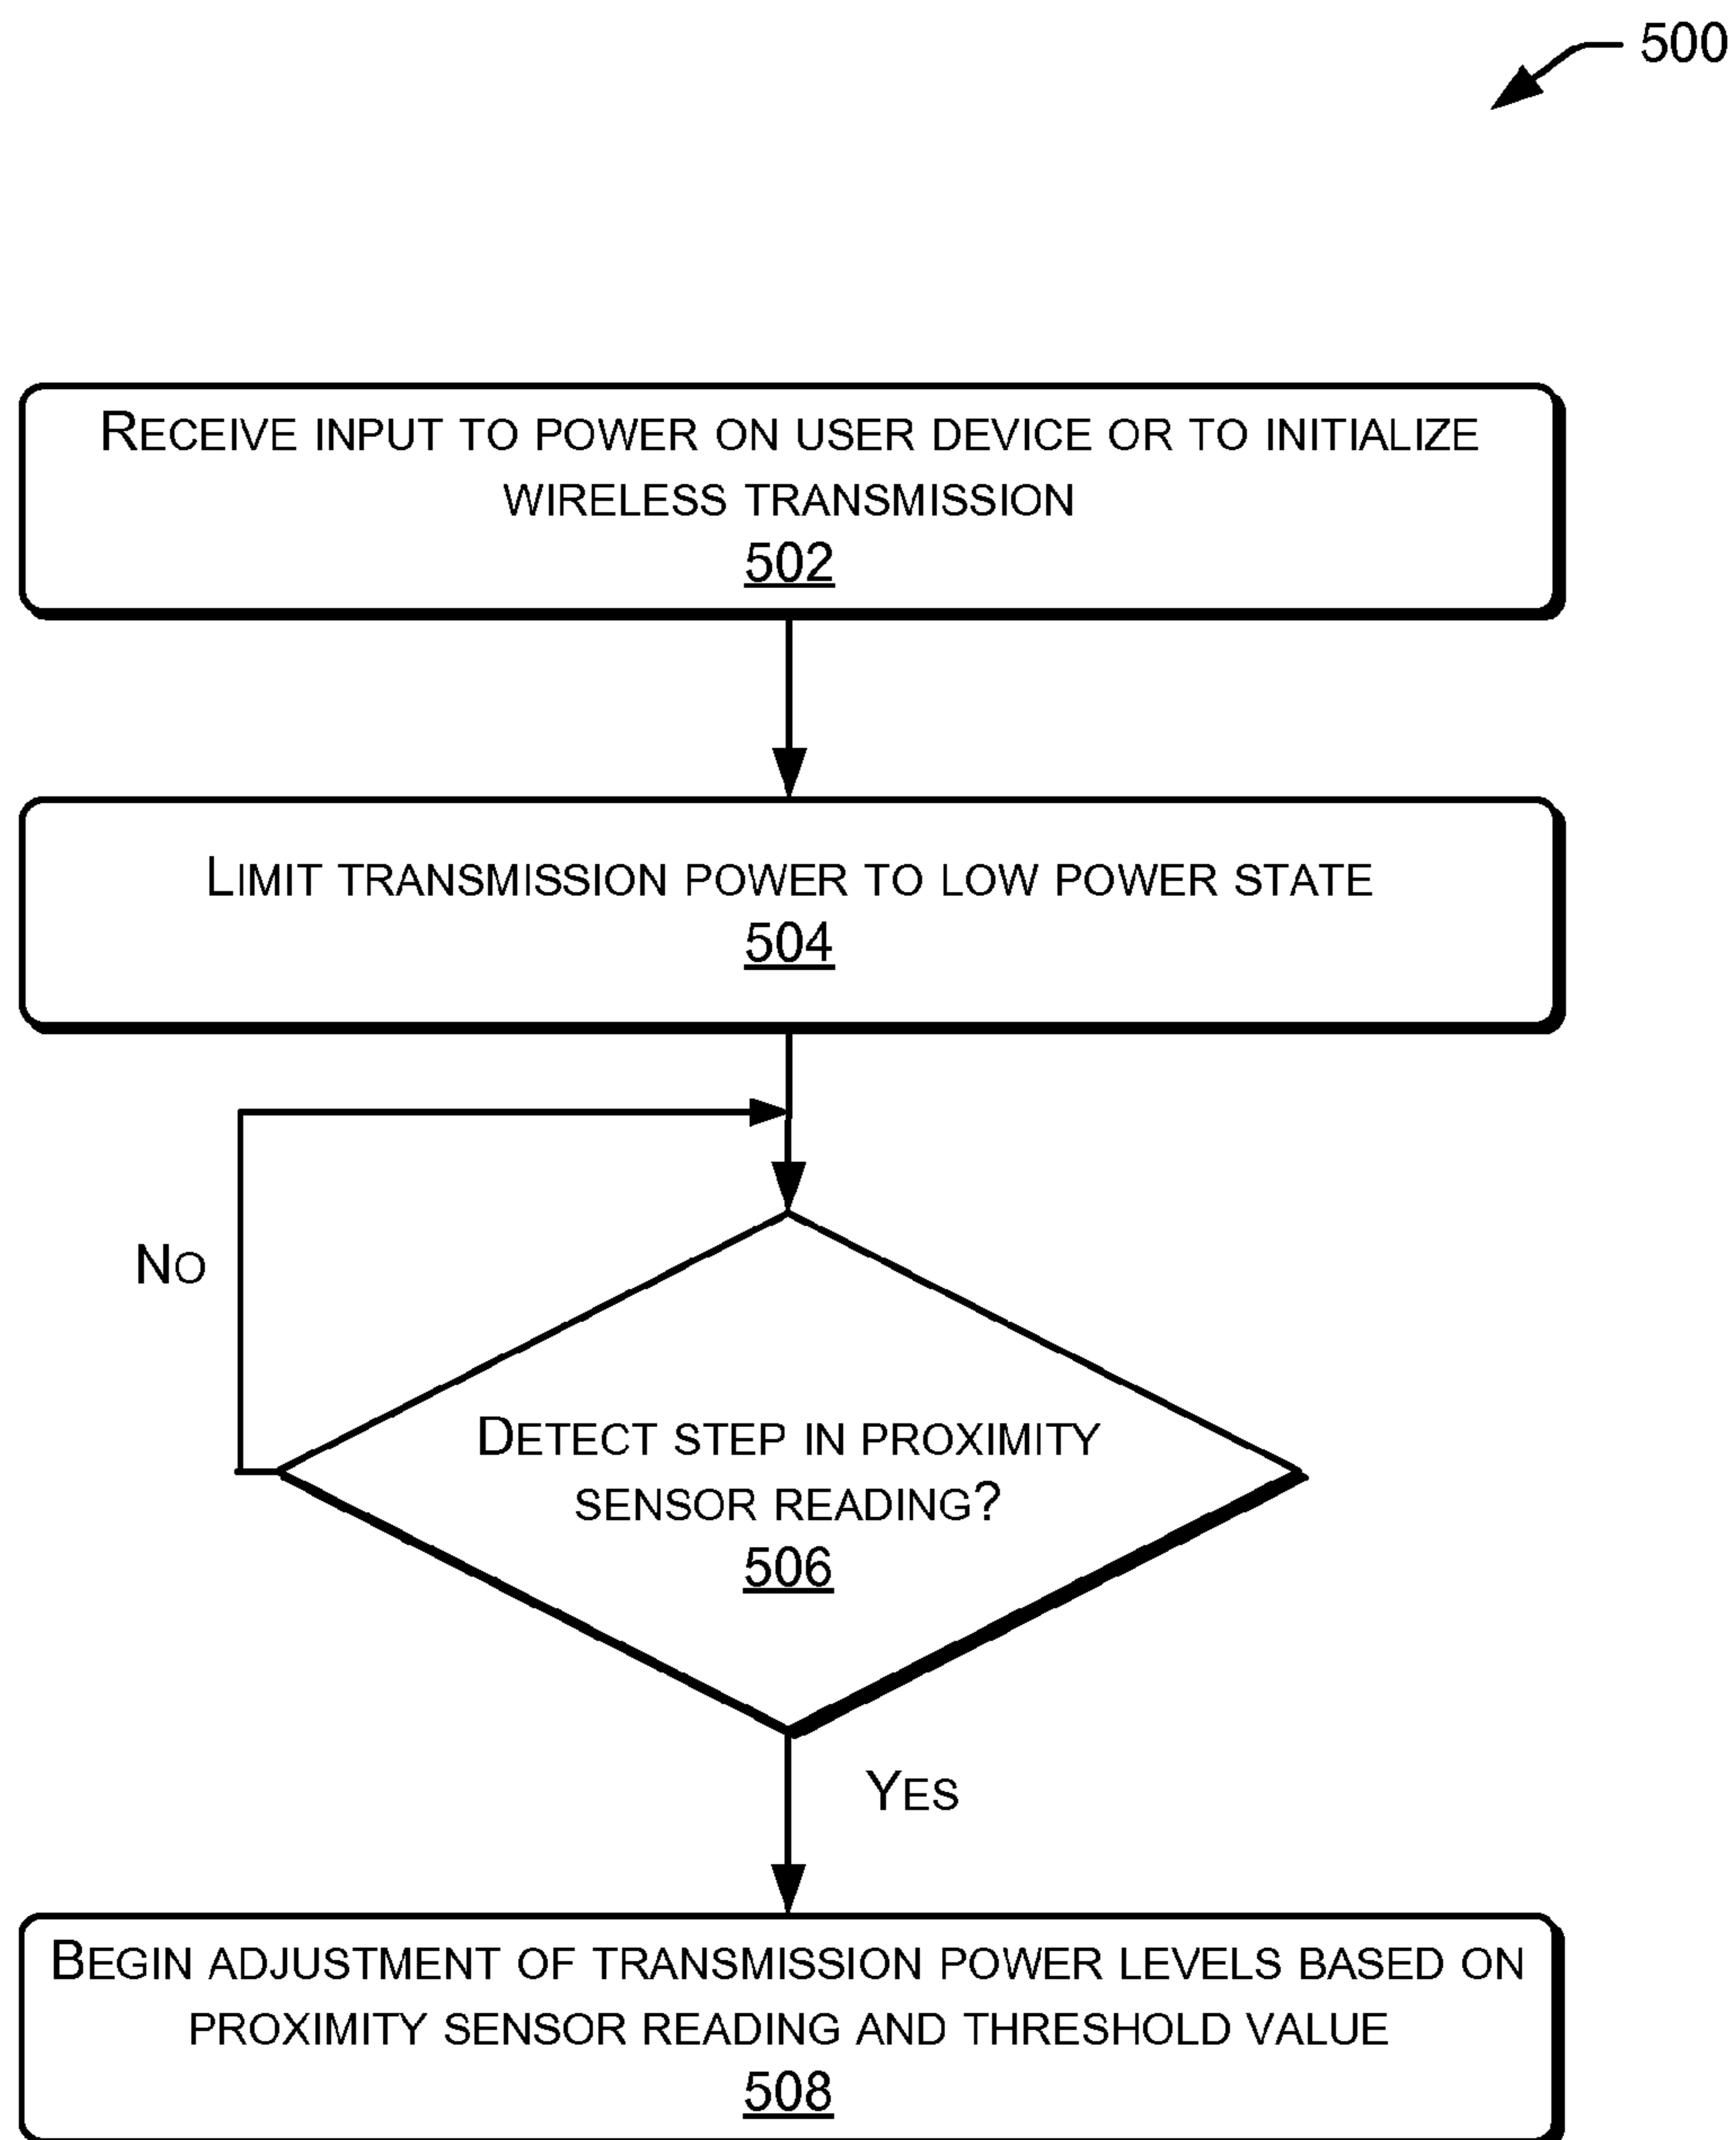 500
RECEIVE INPUT TO POWER ON USER DEVICE OR TO INITIALIZE
WIRELESS TRANSMISSION
502
LIMIT TRANSMISSION POWER TO LOW POWER STATE
504
NO
DETECT STEP IN PROXIMITY
SENSOR READING?
506
YES
BEGIN ADJUSTMENT OF TRANSMISSION POWER LEVELS BASED ON
PROXIMITY SENSOR READING AND THRESHOLD VALUE
508